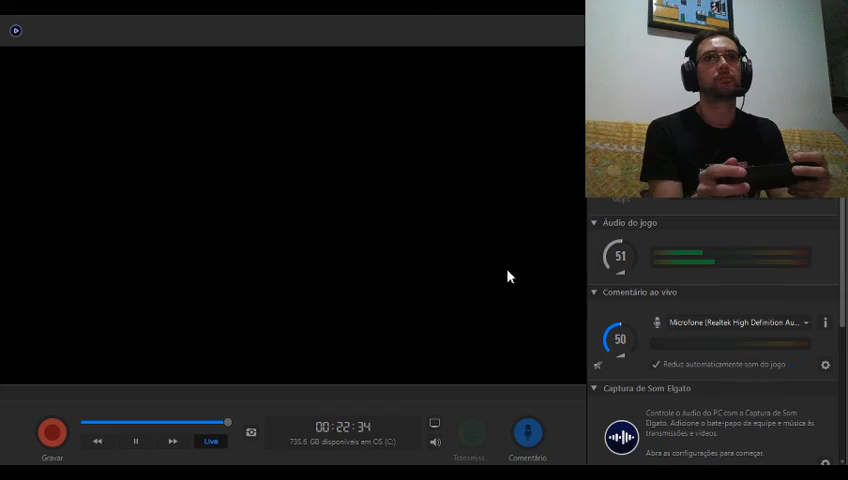 Áudio do jogo
51
Comentário ao vivo
Microfone (Realtek High Definition Au...
50
Reduz automaticamente som do jogo
Captura de Som Elgato
Controle o áudio do PC com a Captura de Som
Elgato. Adicione o bate-papo da equipe e música às
transmissões e vídeos.
Abra as configurações para começar.
00:22:34
735.6 GB disponíveis em OS (C:)
Live
Gravar
Transmiss...
Comentário